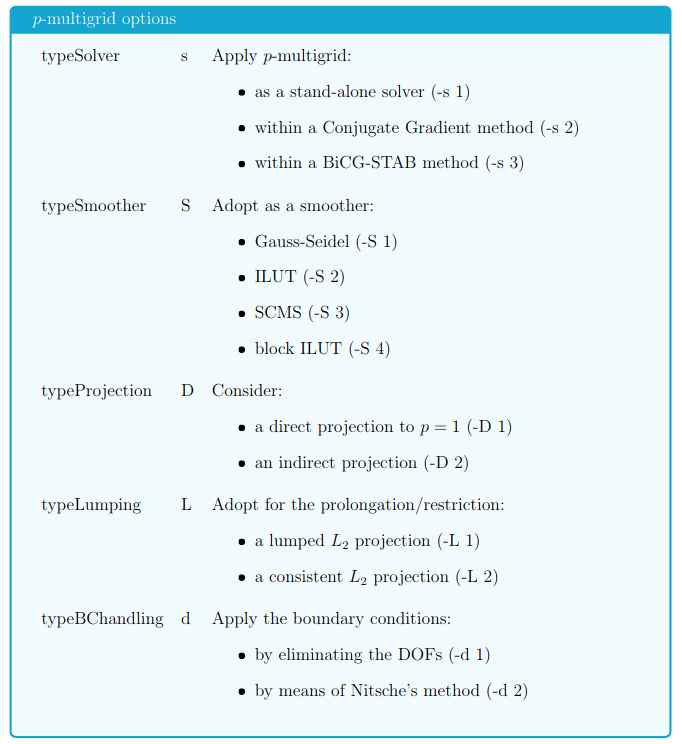 p-multigrid options
typeSolver s Apply p-multigrid:
• as a stand-alone solver (-s 1)
• within a Conjugate Gradient method (-s 2)
• within a BiCG-STAB method (-s 3)
typeSmoother S Adopt as a smoother:
• Gauss-Seidel (-S 1)
• ILUT (-S 2)
• SCMS (-S 3)
• block ILUT (-S 4)
typeProjection D Consider:
• a direct projection to p = 1 (-D 1)
• an indirect projection (-D 2)
typeLumping L Adopt for the prolongation/restriction:
• a lumped L₂ projection (-L 1)
• a consistent L₂ projection (-L 2)
typeBChandling d Apply the boundary conditions:
• by eliminating the DOFs (-d 1)
• by means of Nitsche's method (-d 2)